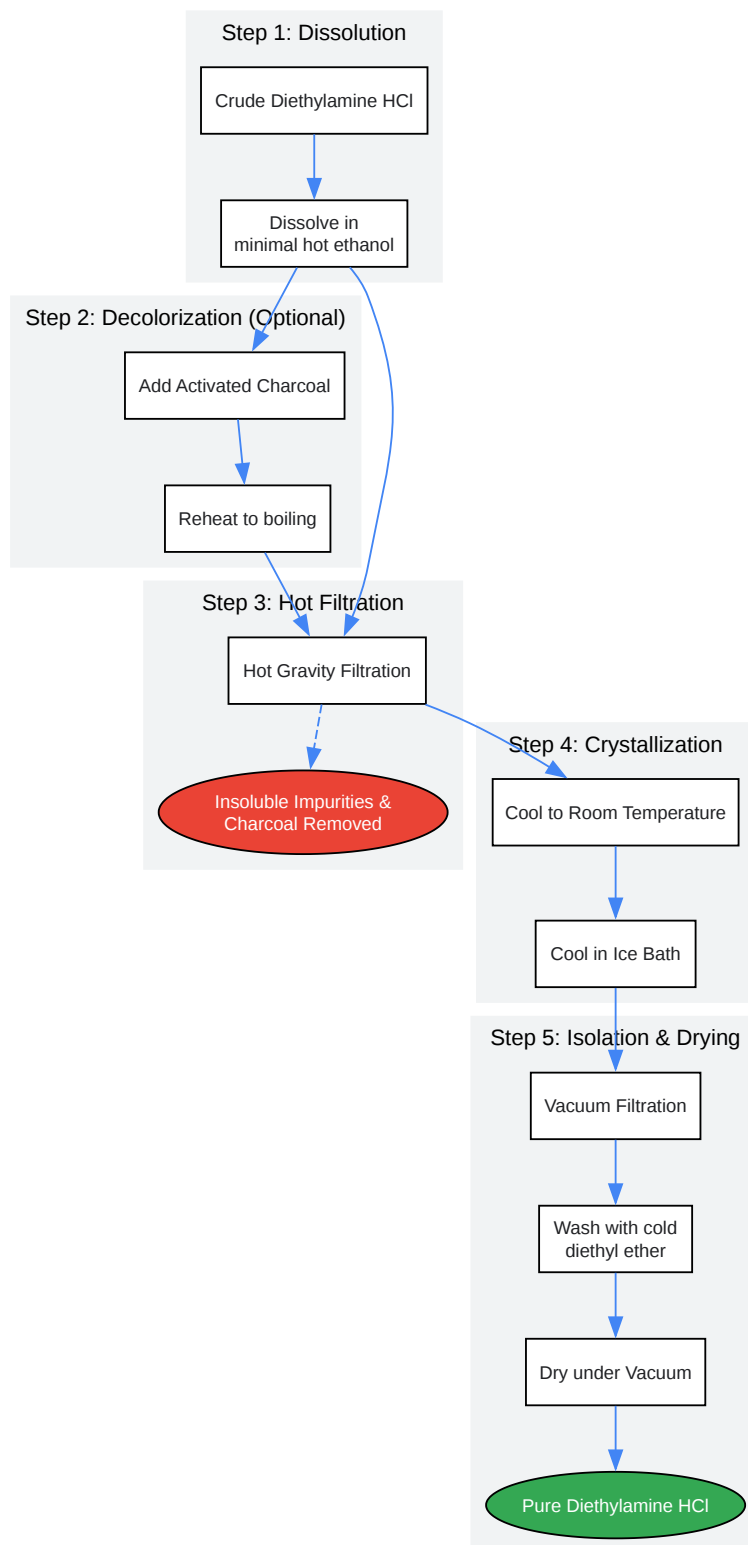 Step 1: Dissolution
Crude Diethylamine HCl
Dissolve in
minimal hot ethanol
Step 2: Decolorization (Optional)
Add Activated Charcoal
Reheat to boiling
Step 3: Hot Filtration
Hot Gravity Filtration
Insoluble Impurities &
Charcoal Removed
Step 4: Crystallization
Cool to Room Temperature
Cool in Ice Bath
Step 5: Isolation & Drying
Vacuum Filtration
Wash with cold
diethyl ether
Dry under Vacuum
Pure Diethylamine HCl